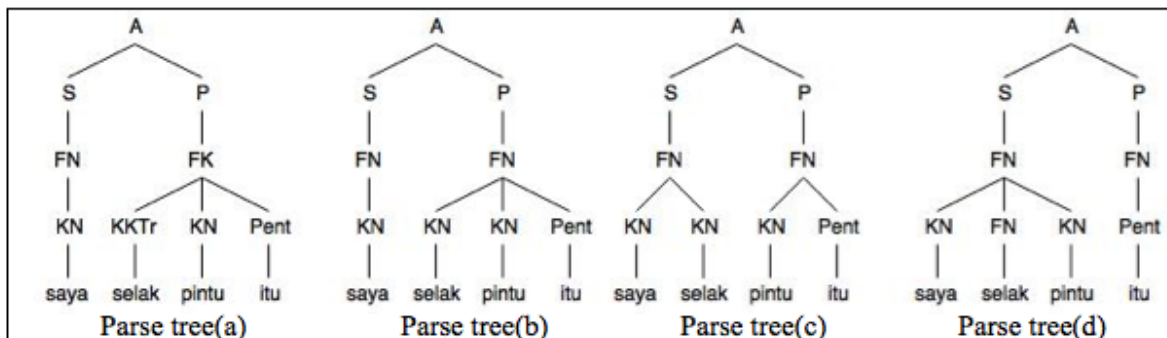 A A A A
S P S P S P S P
FN FK FN FN FN FN FN FN
KN KKTr KN Pent KN KN KN Pent KN KN KN Pent KN FN KN Pent
saya selak pintu itu saya selak pintu itu saya selak pintu itu saya selak pintu itu
Parse tree(a) Parse tree(b) Parse tree(c) Parse tree(d)